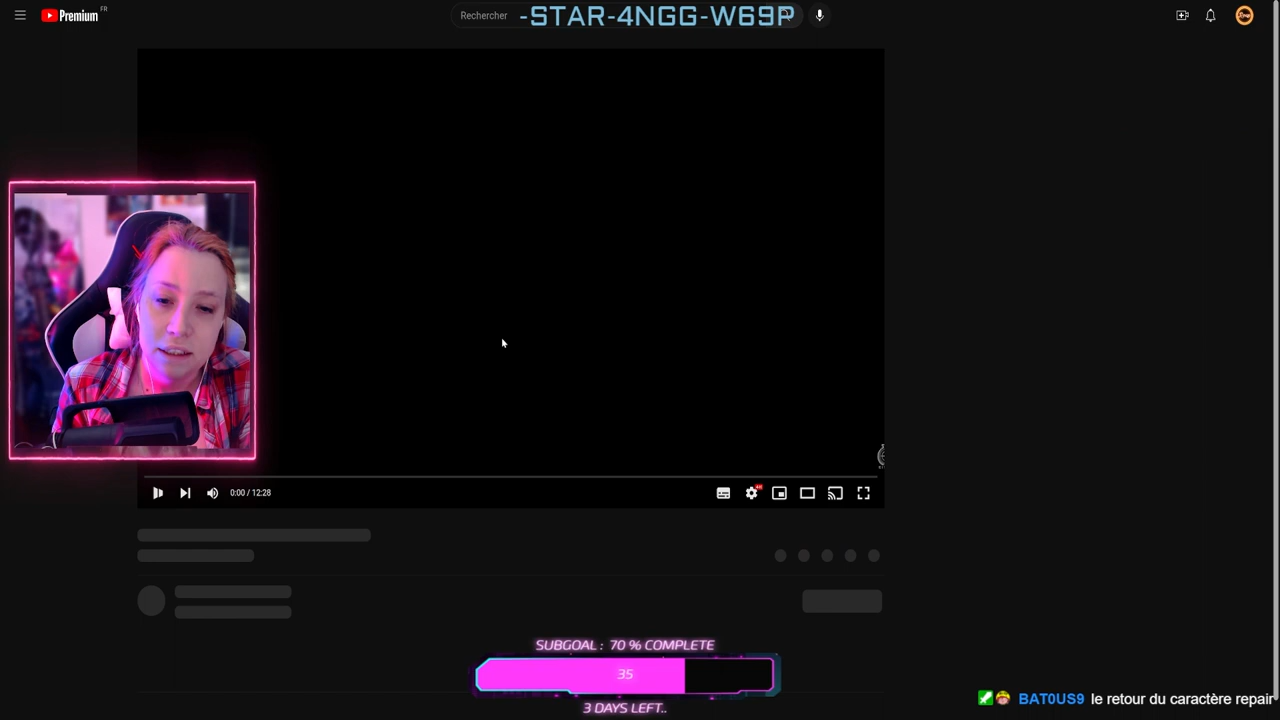 Premium FR
Rechercher
-STAR-4NGG-W69P
0:00 / 12:28
SUBGOAL : 70 % COMPLETE
35
3 DAYS LEFT..
BAT0US9 le retour du caractère repair